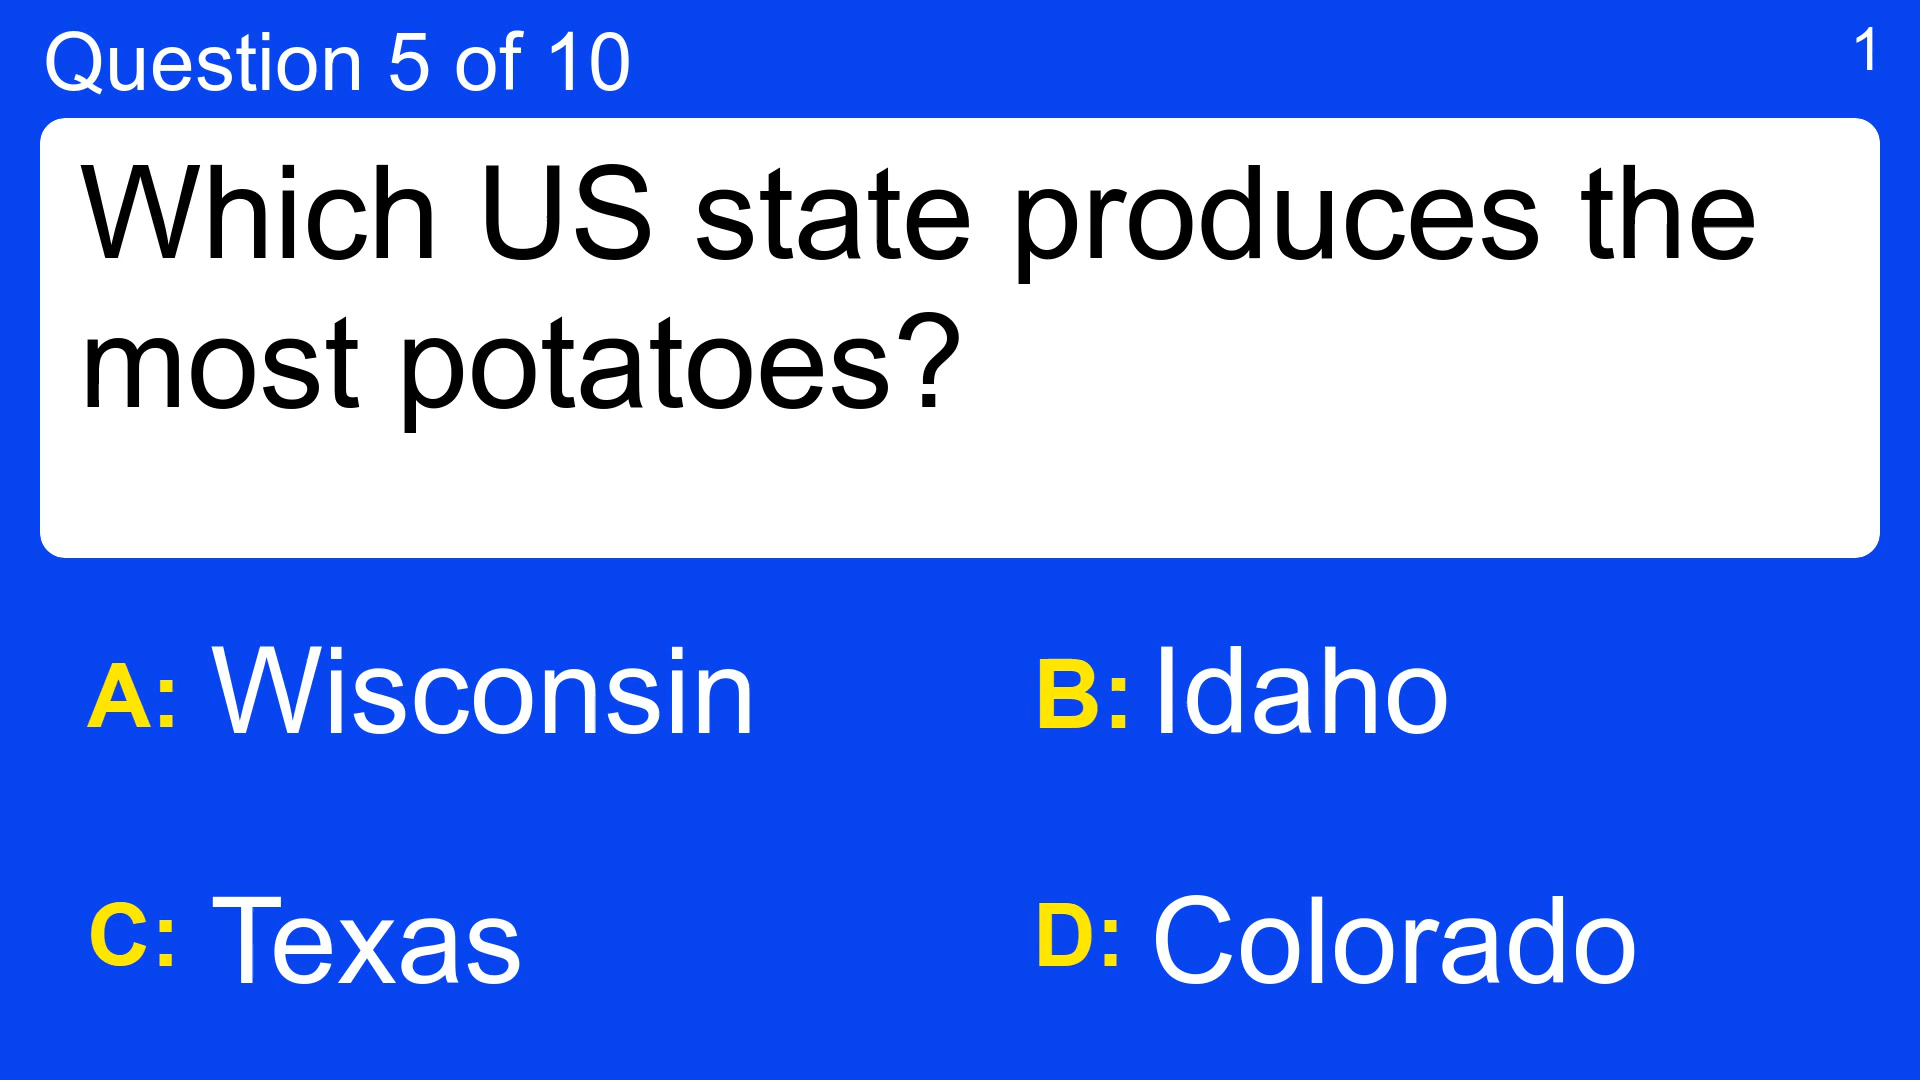 Question 5 of 10
1
Which US state produces the
most potatoes?
A: Wisconsin
B: Idaho
C: Texas
D: Colorado